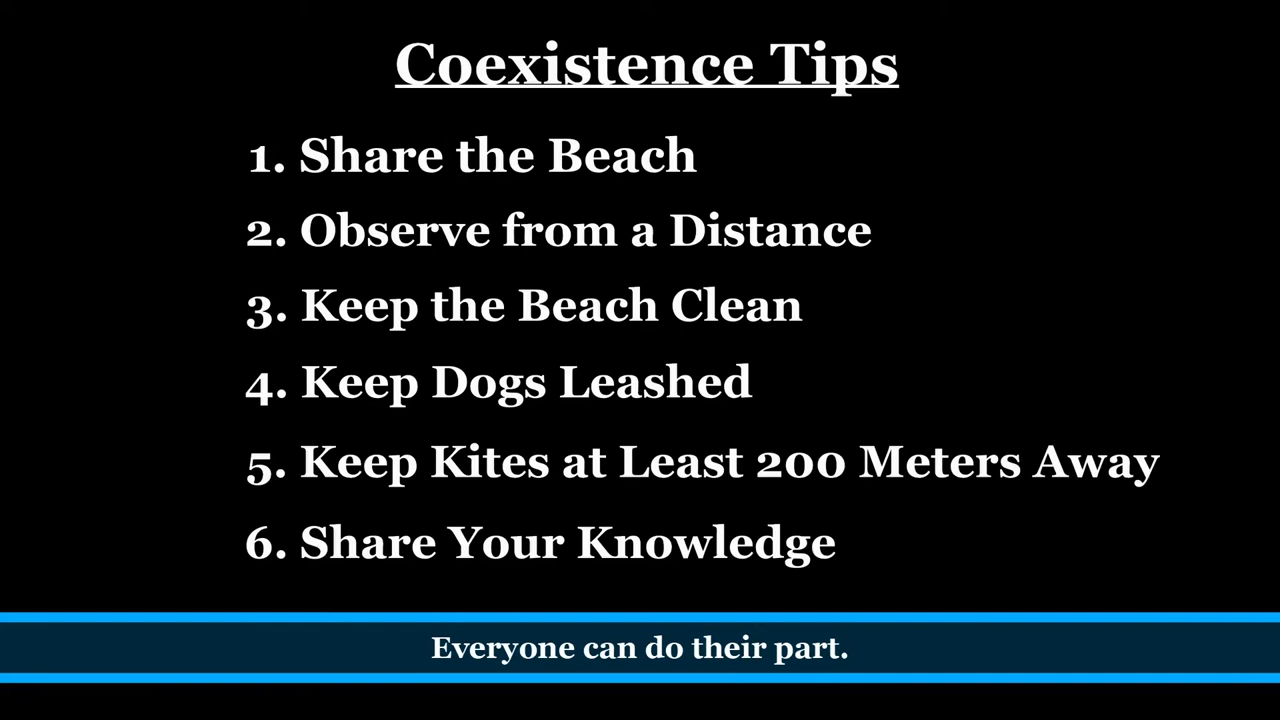 Coexistence Tips
1. Share the Beach
2. Observe from a Distance
3. Keep the Beach Clean
4. Keep Dogs Leashed
5. Keep Kites at Least 200 Meters Away
6. Share Your Knowledge
Everyone can do their part.